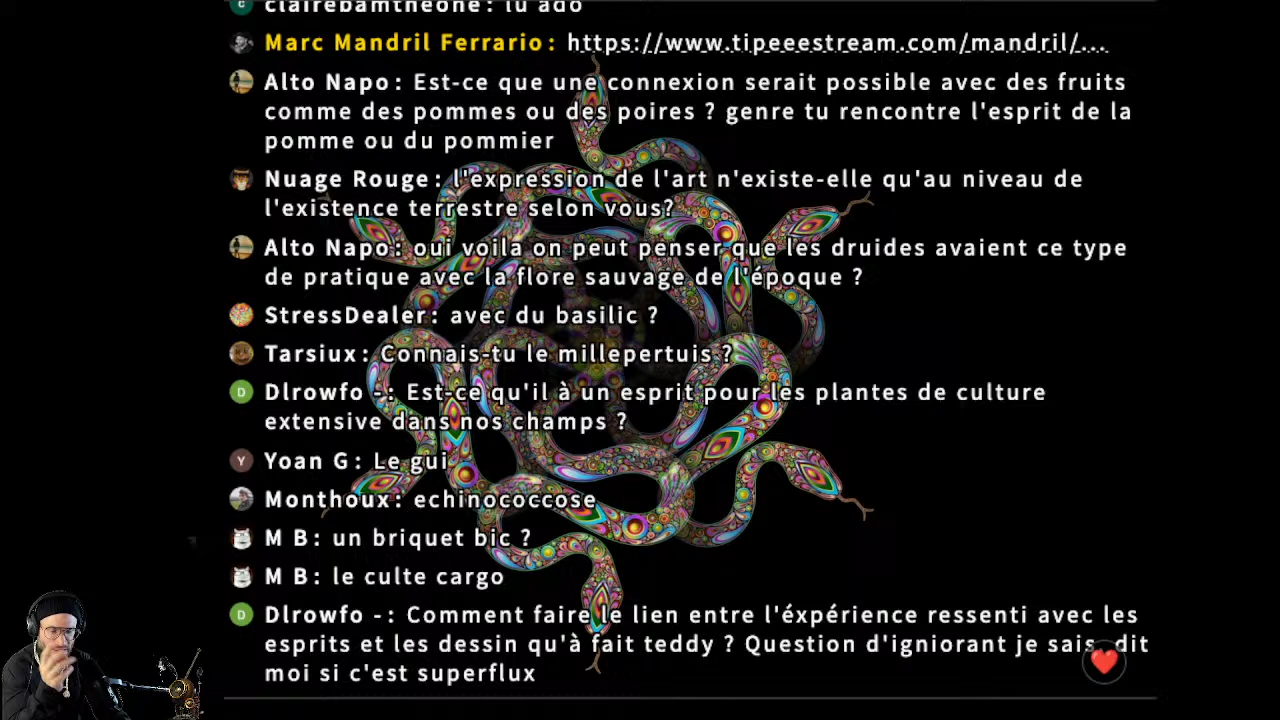 clairebamtheone: lu ado
Marc Mandril Ferrario: https://www.tipeeestream.com/mandril/...
Alto Napo: Est-ce que une connexion serait possible avec des fruits
comme des pommes ou des poires ? genre tu rencontre l'esprit de la
pomme ou du pommier
Nuage Rouge: l'expression de l'art n'existe-elle qu'au niveau de
l'existence terrestre selon vous?
Alto Napo: oui voila on peut penser que les druides avaient ce type
de pratique avec la flore sauvage de l'époque ?
StressDealer: avec du basilic ?
Tarsiux: Connais-tu le millepertuis ?
D Dlrowfo -: Est-ce qu'il à un esprit pour les plantes de culture
extensive dans nos champs ?
Y Yoan G: Le gui
Monthoux: echinococcose
M B: un briquet bic ?
M B: le culte cargo
D Dlrowfo -: Comment faire le lien entre l'éxpérience ressenti avec les
esprits et les dessin qu'à fait teddy ? Question d'igniorant je sais, dit
moi si c'est superflux